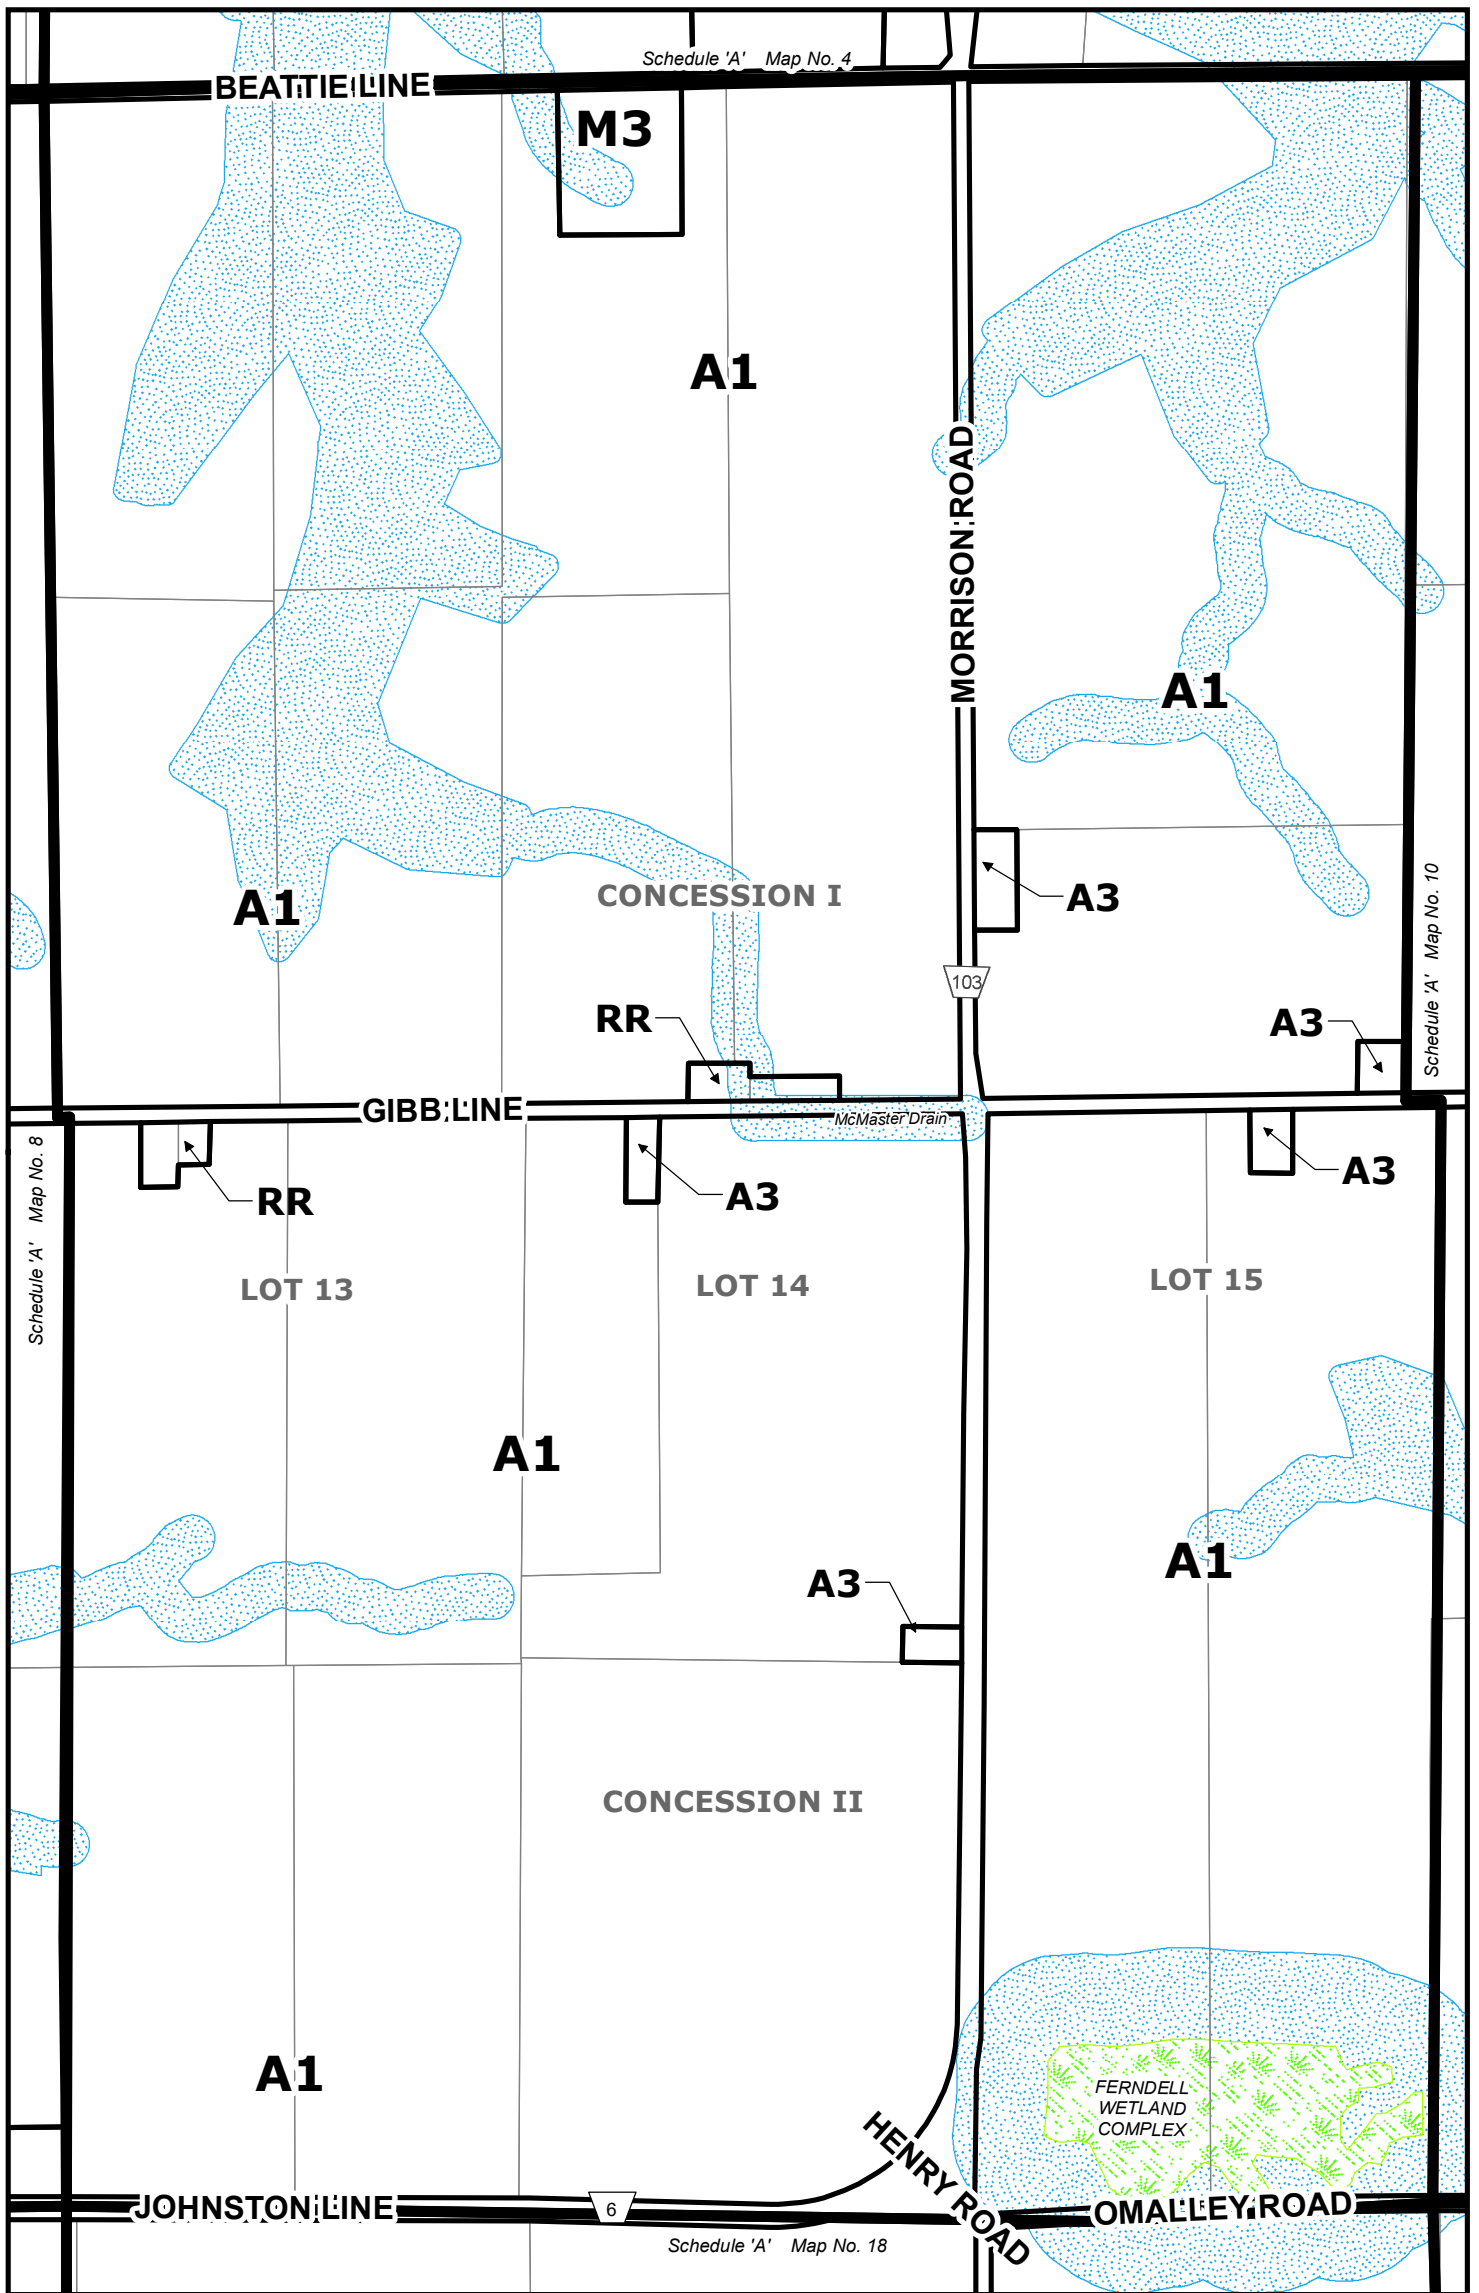 Schedule 'A' Map No. 4
BEATTIE LINE
M3
A1
MORRISON ROAD
A1
CONCESSION I
A1
A3
Schedule 'A' Map No. 10
103
RR
A3
GIBB LINE
McMaster Drain
Schedule 'A' Map No. 8
RR
A3
A3
LOT 13
LOT 14
LOT 15
A1
A1
A3
CONCESSION II
A1
FERNDELL
WETLAND
COMPLEX
HENRY ROAD
JOHNSTON LINE
6
OMALLEY ROAD
Schedule 'A' Map No. 18